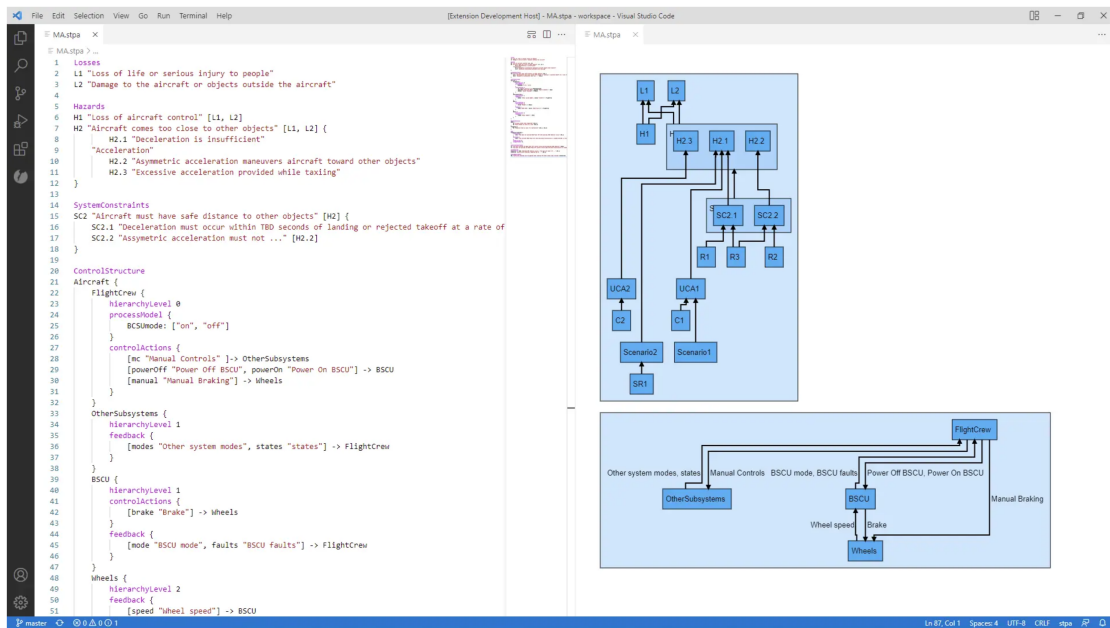 File Edit Selection View Go Run Terminal Help
[Extension Development Host] - MA.stpa - workspace - Visual Studio Code
MA.stpa
MA.stpa
MA.stpa > ...
1 Losses
2 L1 "Loss of life or serious injury to people"
3 L2 "Damage to the aircraft or objects outside the aircraft"
4
5 Hazards
6 H1 "Loss of aircraft control" [L1, L2]
7 H2 "Aircraft comes too close to other objects" [L1, L2] {
8 H2.1 "Deceleration is insufficient"
9 "Acceleration"
10 H2.2 "Asymmetric acceleration maneuvers aircraft toward other objects"
11 H2.3 "Excessive acceleration provided while taxiing"
12 }
13
14 SystemConstraints
15 SC2 "Aircraft must have safe distance to other objects" [H2] {
16 SC2.1 "Deceleration must occur within TBD seconds of landing or rejected takeoff at a rate of
17 SC2.2 "Assymetric acceleration must not ..." [H2.2]
18 }
19
20 ControlStructure
21 Aircraft {
22 FlightCrew {
23 hierarchyLevel 0
24 processModel {
25 BCSUmode: ["on", "off"]
26 }
27 controlActions {
28 [mc "Manual Controls" ]-> OtherSubsystems
29 [powerOff "Power Off BSCU", powerOn "Power On BSCU"] -> BSCU
30 [manual "Manual Braking"] -> Wheels
31 }
32 }
33 OtherSubsystems {
34 hierarchyLevel 1
35 feedback {
36 [modes "Other system modes", states "states"] -> FlightCrew
37 }
38 }
39 BSCU {
40 hierarchyLevel 1
41 controlActions {
42 [brake "Brake"] -> Wheels
43 }
44 feedback {
45 [mode "BSCU mode", faults "BSCU faults"] -> FlightCrew
46 }
47 }
48 Wheels {
49 hierarchyLevel 2
50 feedback {
51 [speed "Wheel speed"] -> BSCU
L1 L2
H1 H
H2.3 H2.1 H2.2
S
SC2.1 SC2.2
R1 R3 R2
UCA2 UCA1
C2 C1
Scenario2 Scenario1
SR1
FlightCrew
Other system modes, states Manual Controls BSCU mode, BSCU faults Power Off BSCU, Power On BSCU
OtherSubsystems BSCU Manual Braking
Wheel speed Brake
Wheels
master 0 0 1
Ln 87, Col 1 Spaces: 4 UTF-8 CRLF stpa